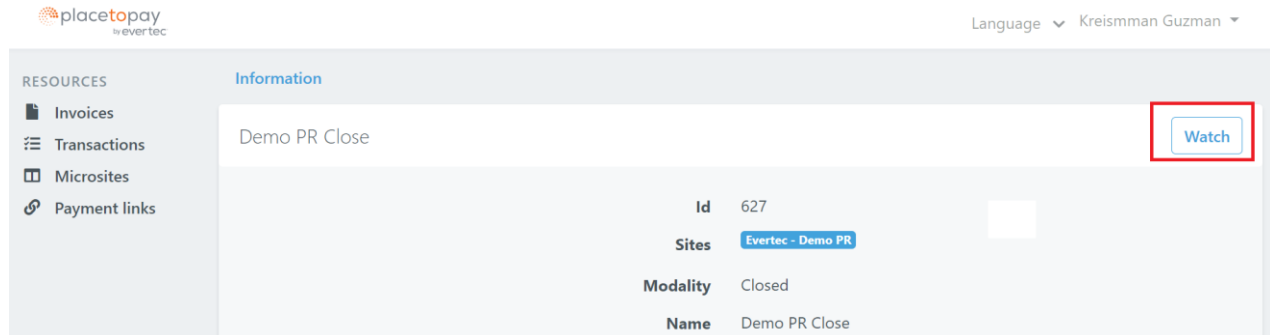 placetopay
by evertec
Language
Kreismman Guzman
RESOURCES
Invoices
Transactions
Microsites
Payment links
Information
Demo PR Close
Watch
Id 627
Sites Evertec - Demo PR
Modality Closed
Name Demo PR Close